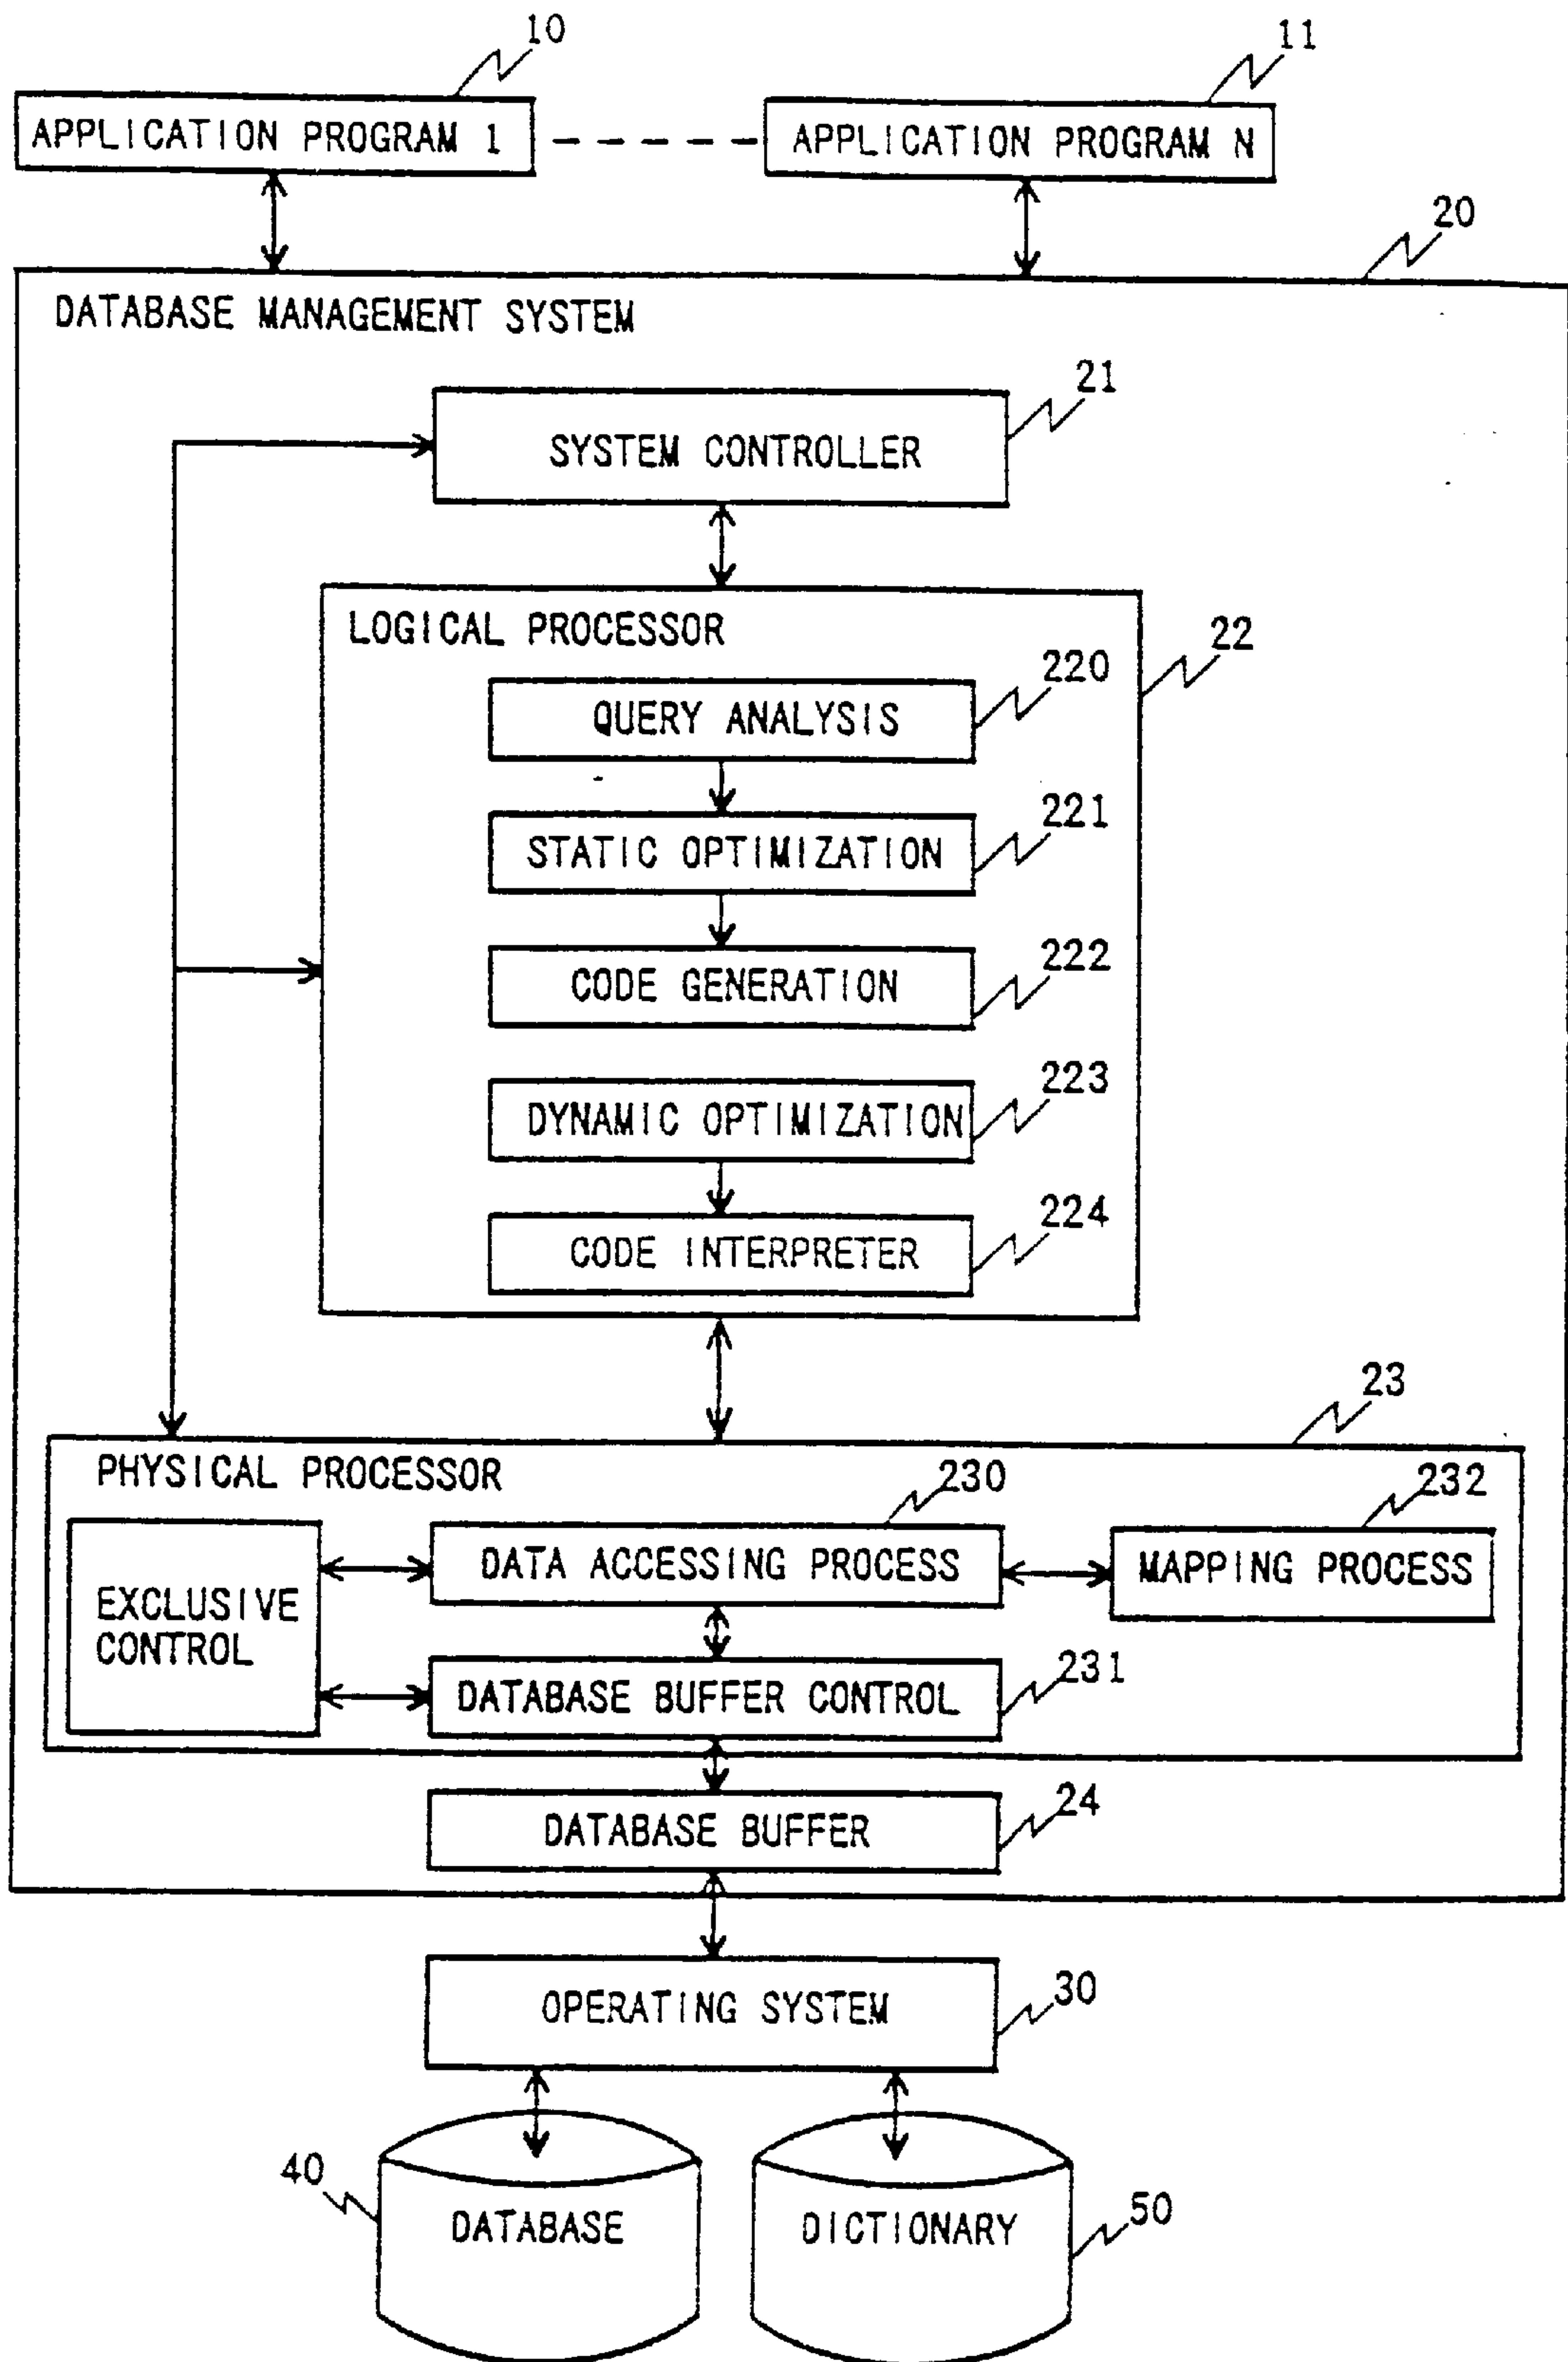 10
11
APPLICATION PROGRAM 1
APPLICATION PROGRAM N
20
DATABASE MANAGEMENT SYSTEM
21
SYSTEM CONTROLLER
LOGICAL PROCESSOR
22
220
QUERY ANALYSIS
221
STATIC OPTIMIZATION
222
CODE GENERATION
223
DYNAMIC OPTIMIZATION
224
CODE INTERPRETER
23
PHYSICAL PROCESSOR
230
232
DATA ACCESSING PROCESS
MAPPING PROCESS
EXCLUSIVE
CONTROL
231
DATABASE BUFFER CONTROL
24
DATABASE BUFFER
30
OPERATING SYSTEM
40
DATABASE
DICTIONARY
50